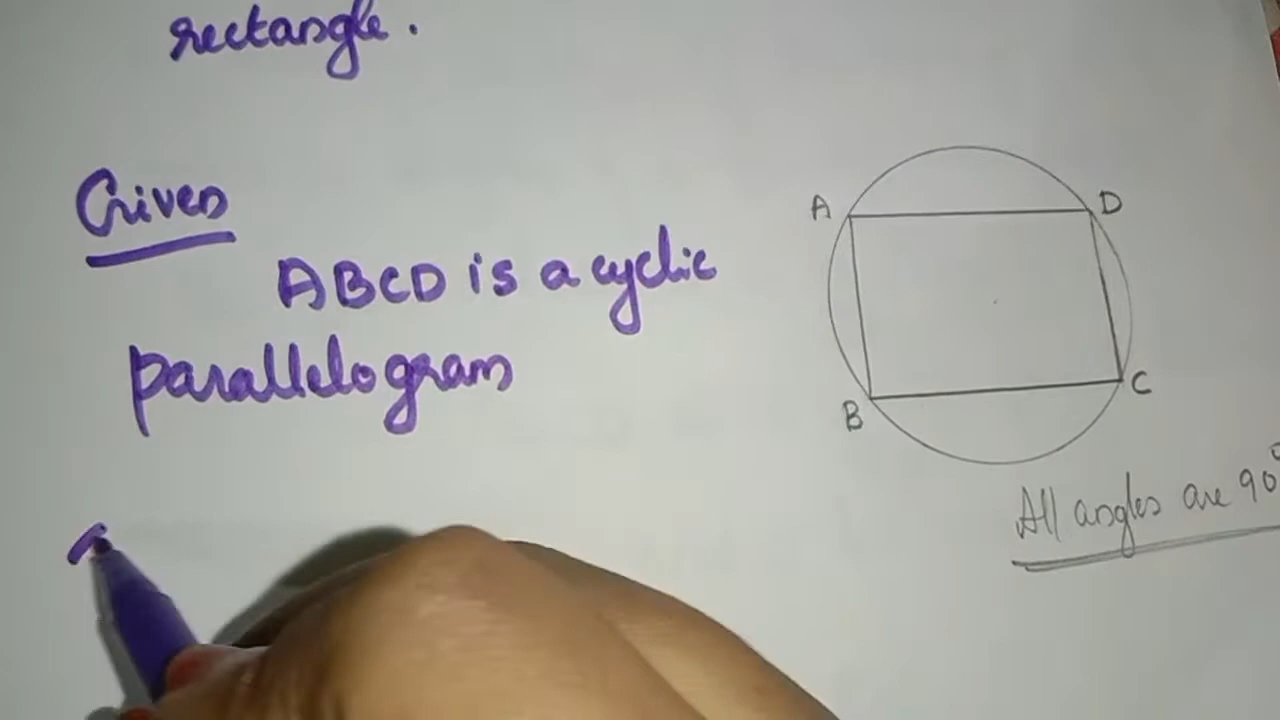 rectangle.
Given
ABCD is a cyclic
parallelogram
A
D
B
C
All angles are 90°